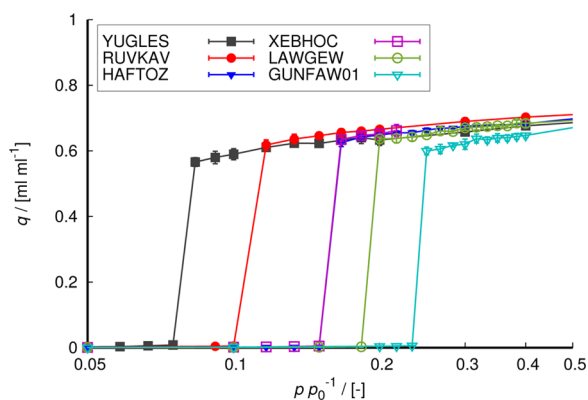 YUGLES XEBHOC
RUVKAV LAWGEW
HAFTOZ GUNFAW01
1
0.8
0.6
0.4
0.2
0
q / [ml ml⁻¹]
0.05 0.1 0.2 0.3 0.4 0.5
p p₀⁻¹ / [-]